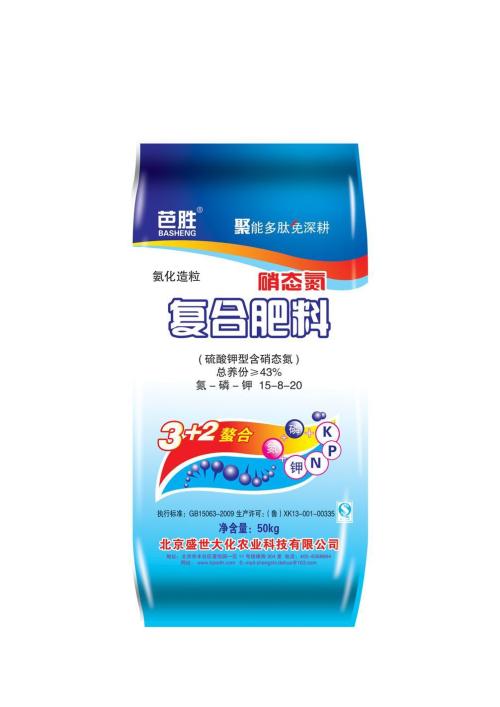 芭胜®
BASHENG
聚能多肽免深耕
氨化造粒
硝态氮
复合肥料
(硫酸钾型含硝态氮)
总养份≥43%
氮-磷-钾 15-8-20
3+2螯合
氮+磷+钾
N P K
执行标准: GB15063-2009 生产许可:(鲁) XK13-001-00335
净含量: 50kg
北京盛世大化农业科技有限公司